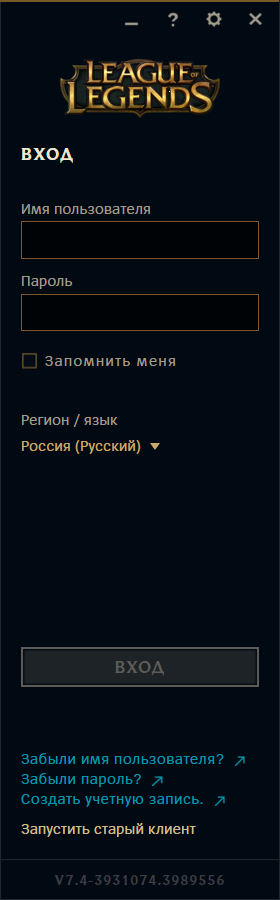 ?
LEAGUE OF
LEGENDS
ВХОД
Имя пользователя
Пароль
Запомнить меня
Регион / язык
Россия (Русский)
ВХОД
Забыли имя пользователя?
Забыли пароль?
Создать учетную запись.
Запустить старый клиент
V7.4-3931074.3989556